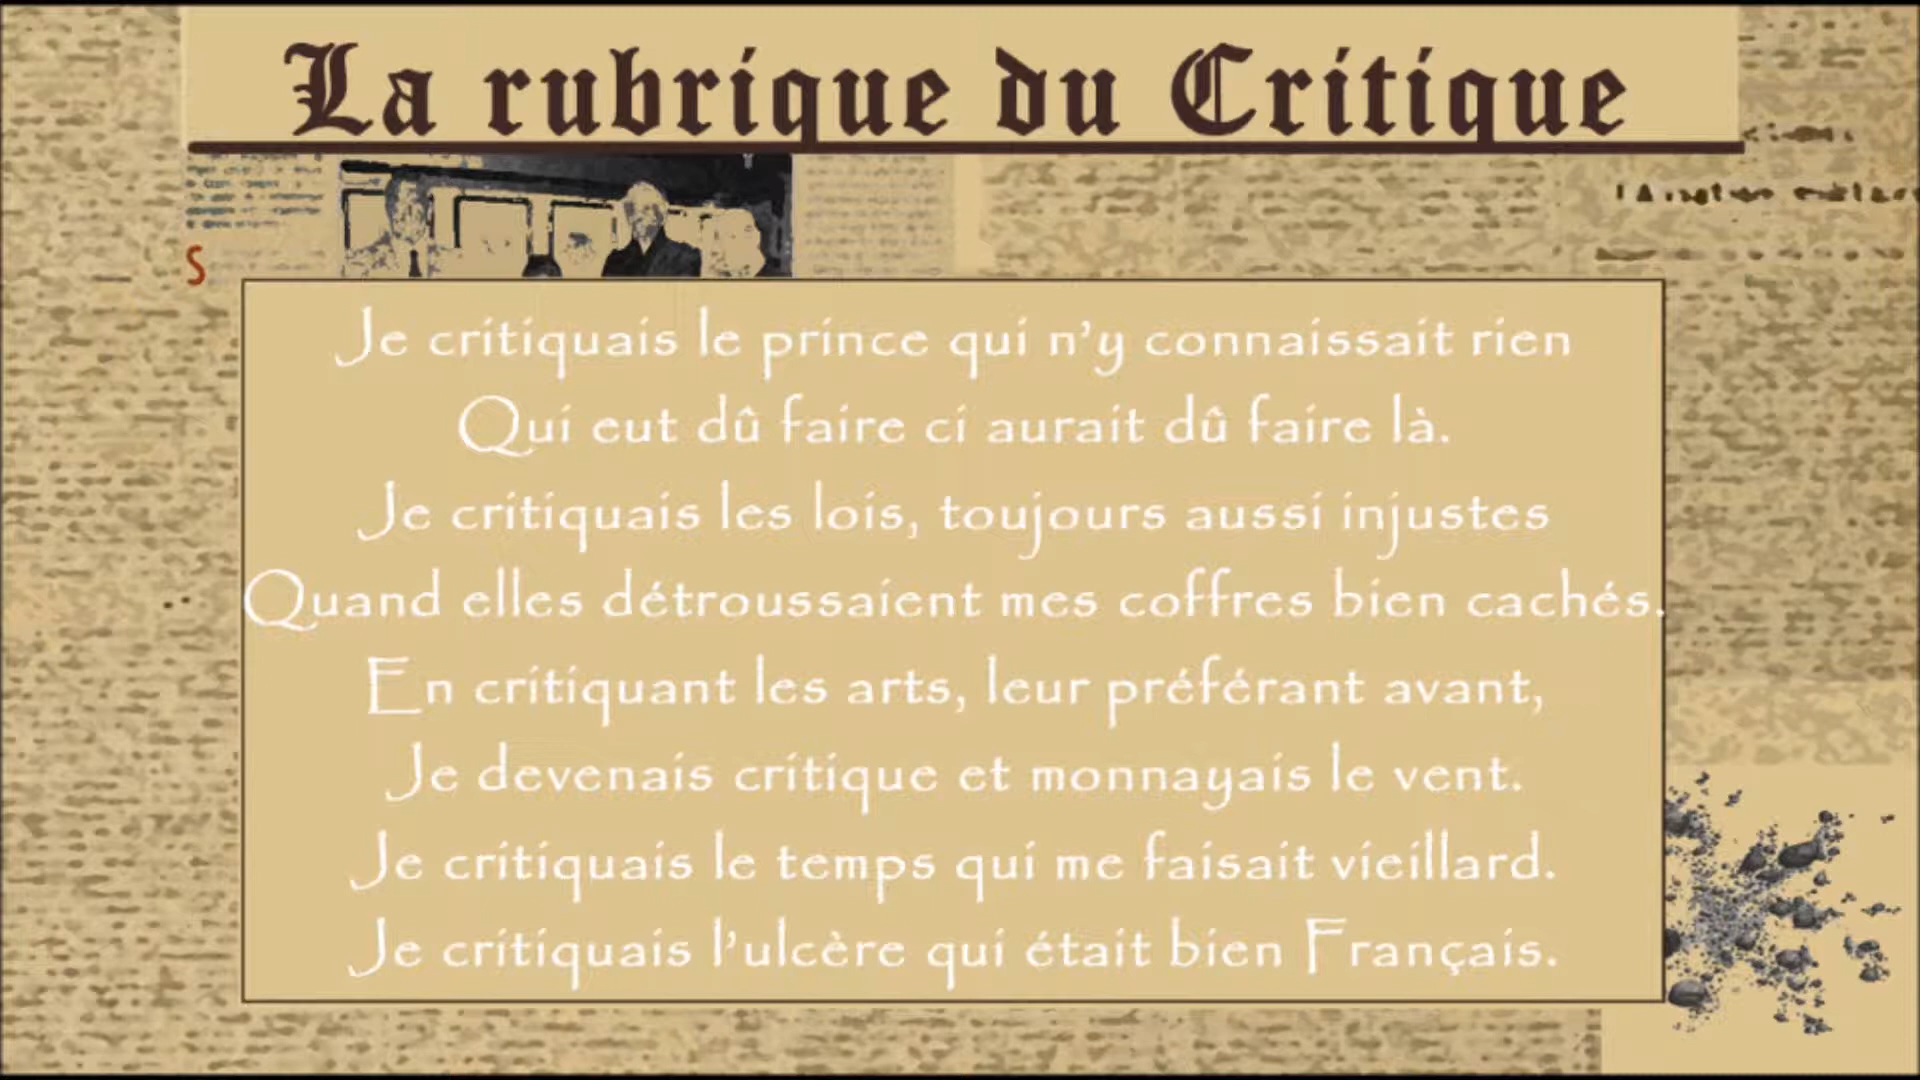 La rubrique du Critique
S
Je critiquais le prince qui n'y connaissait rien
Qui eut dû faire ci aurait dû faire là.
Je critiquais les lois, toujours aussi injustes
Quand elles détroussaient mes coffres bien cachés.
En critiquant les arts, leur préférant avant,
Je devenais critique et monnayais le vent.
Je critiquais le temps qui me faisait vieillard.
Je critiquais l'ulcère qui était bien Français.